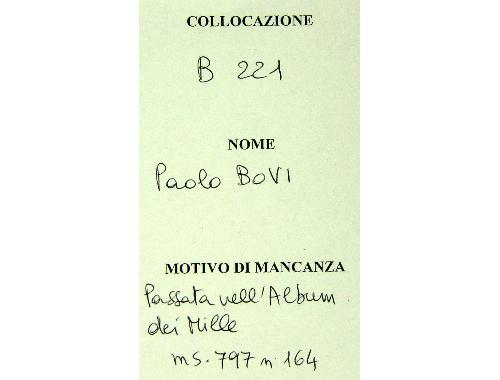 COLLOCAZIONE
B 221
NOME
Paolo BOVI
MOTIVO DI MANCANZA
Passata nell'Album
dei Mille
ms. 797 n. 164